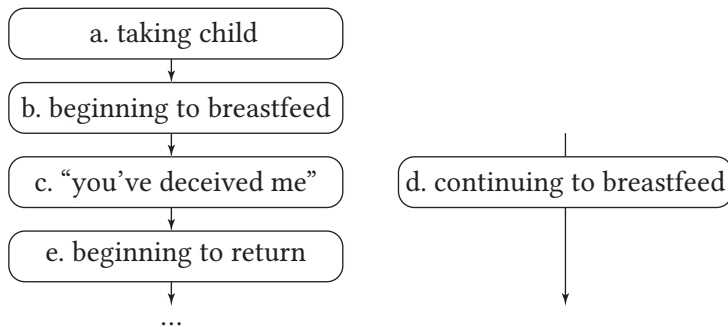 a. taking child
b. beginning to breastfeed
c. “you’ve deceived me”
d. continuing to breastfeed
e. beginning to return
...